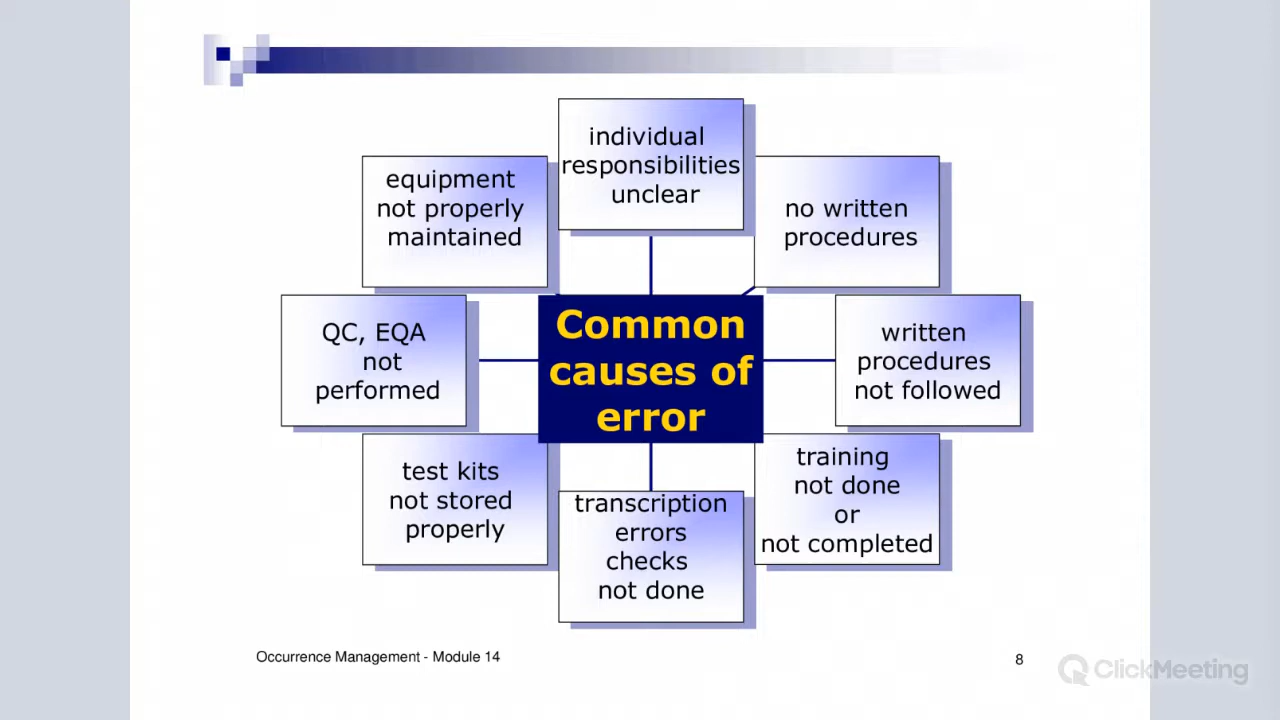 individual
responsibilities
unclear
equipment
not properly
maintained
no written
procedures
QC, EQA
not
performed
Common
causes of
error
written
procedures
not followed
test kits
not stored
properly
transcription
errors
checks
not done
training
not done
or
not completed
Occurrence Management - Module 14
8
ClickMeeting